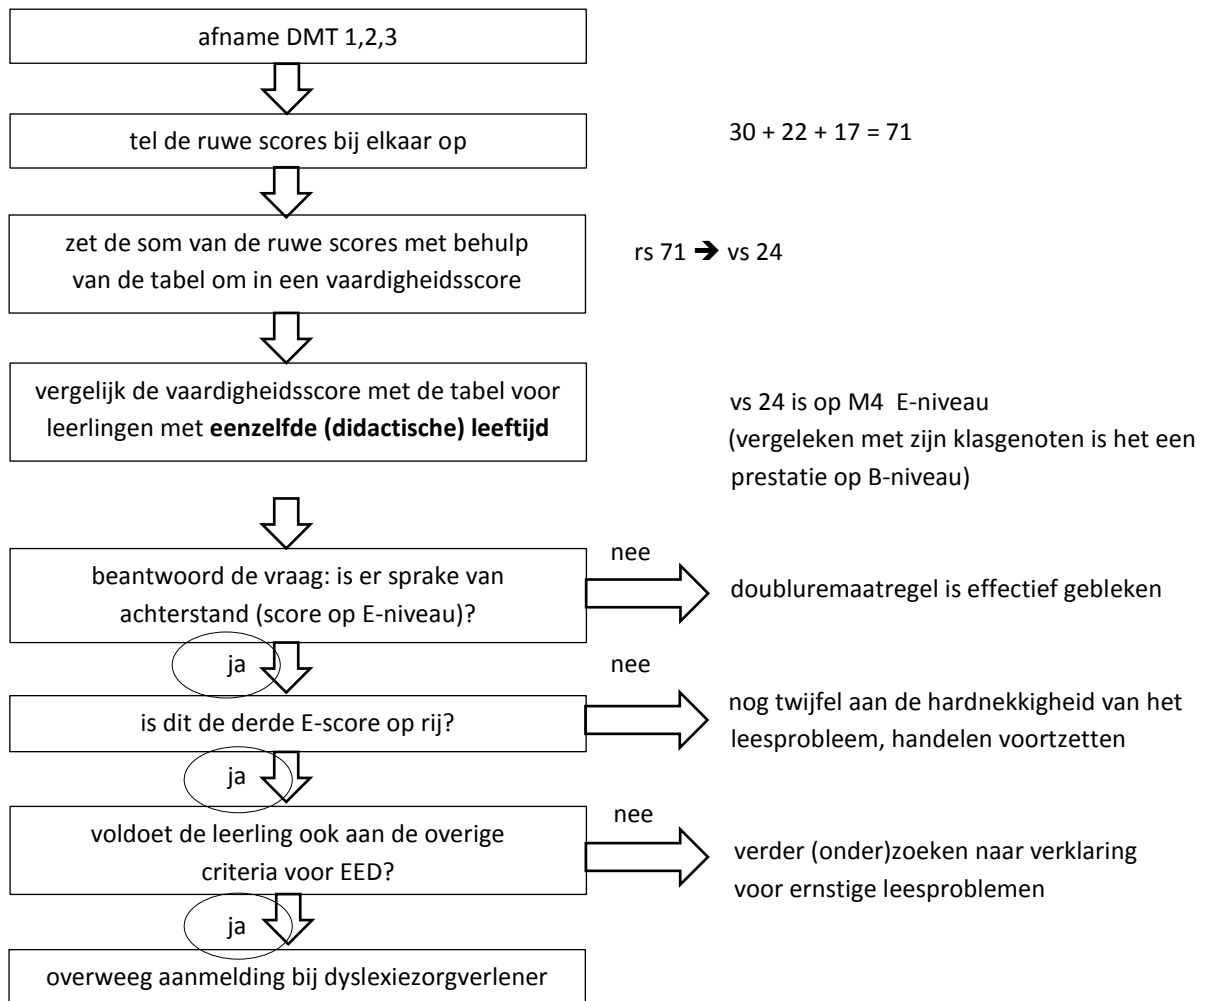 afname DMT 1,2,3
tel de ruwe scores bij elkaar op
30 + 22 + 17 = 71
zet de som van de ruwe scores met behulp
van de tabel om in een vaardigheidsscore
rs 71 🡺 vs 24
vergelijk de vaardigheidsscore met de tabel voor
leerlingen met eenzelfde (didactische) leeftijd
vs 24 is op M4 E-niveau
(vergeleken met zijn klasgenoten is het een
prestatie op B-niveau)
beantwoord de vraag: is er sprake van
achterstand (score op E-niveau)?
nee
doubluremaatregel is effectief gebleken
ja
is dit de derde E-score op rij?
nee
nog twijfel aan de hardnekkigheid van het
leesprobleem, handelen voortzetten
ja
voldoet de leerling ook aan de overige
criteria voor EED?
nee
verder (onder)zoeken naar verklaring
voor ernstige leesproblemen
ja
overweeg aanmelding bij dyslexiezorgverlener